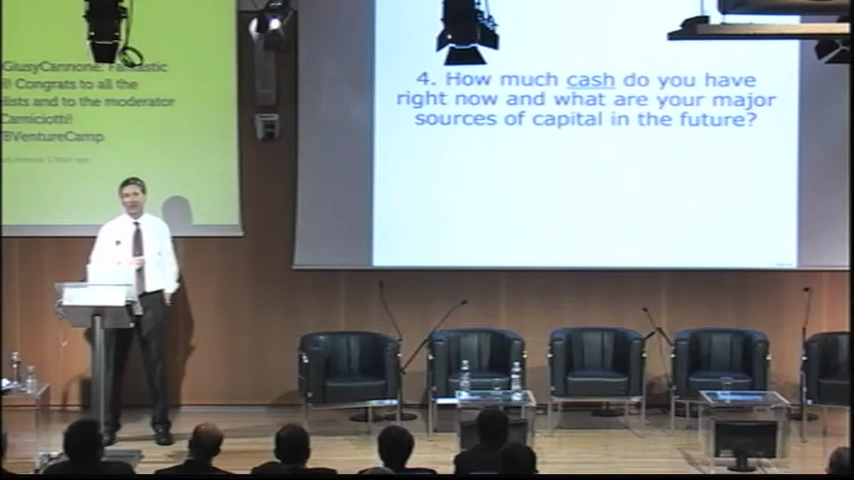 GiusyCannone: Fantastic
! Congrats to all the
lists and to the moderator
Camiciotti!
BVentureCamp
4. How much cash do you have
right now and what are your major
sources of capital in the future?